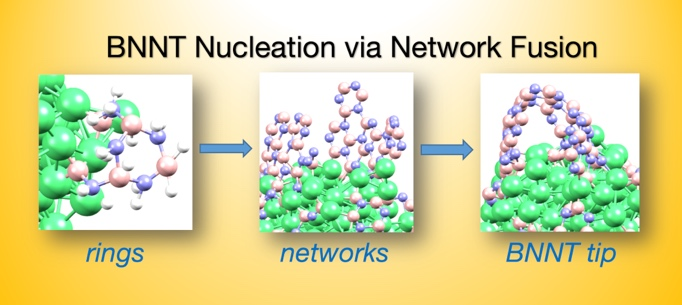 BNNT Nucleation via Network Fusion
rings
networks
BNNT tip